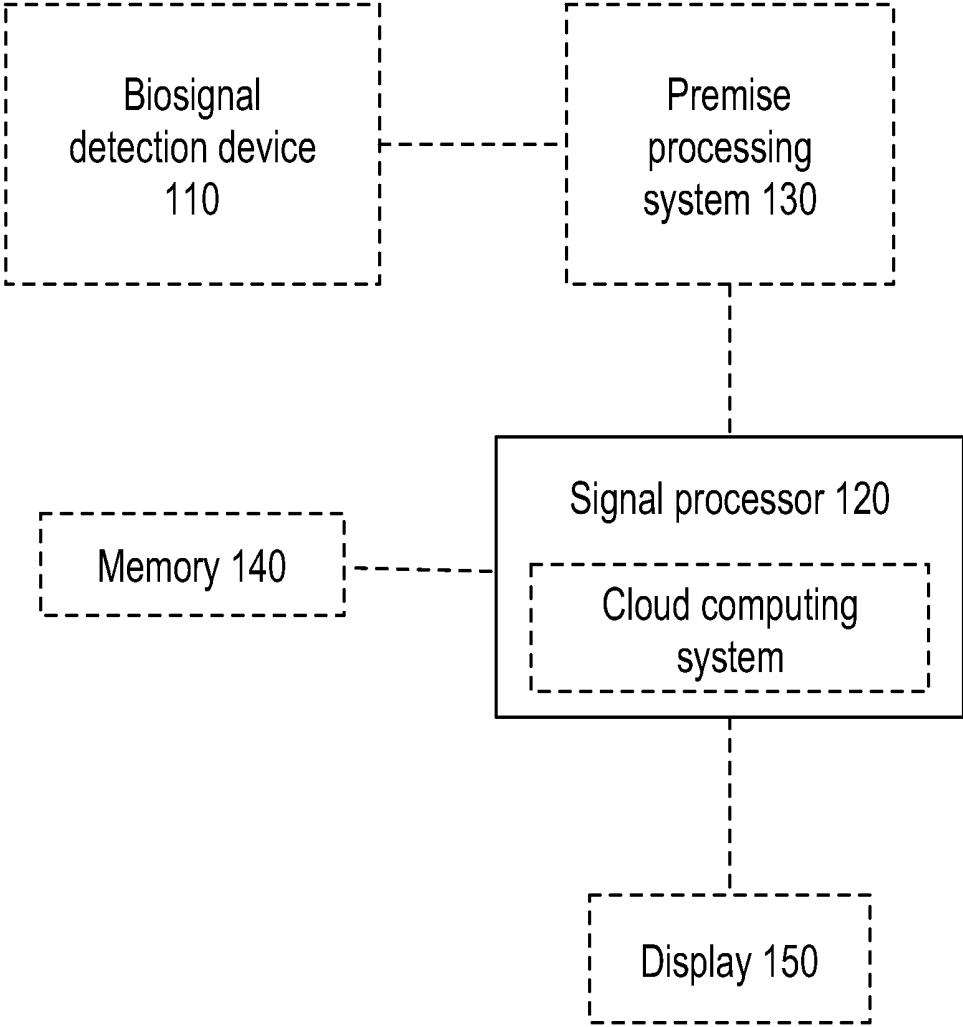 Biosignal
detection device
110
Premise
processing
system 130
Signal processor 120
Memory 140
Cloud computing
system
Display 150